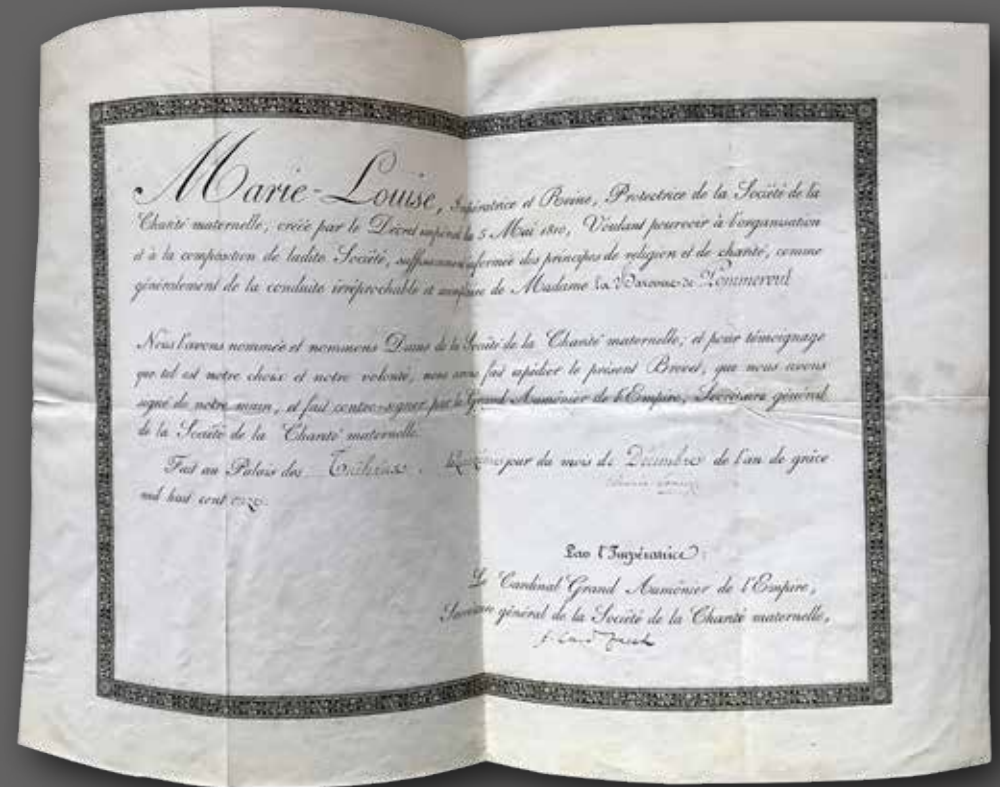 Marie-Louise, Impératrice et Reine, Protectrice de la Société de la
Charité maternelle, créée par le Décret impérial du 5 Mai 1810, Voulant pourvoir à l'organisation
et à la composition de ladite Société, suffisamment informée des principes de religion et de charité, comme
généralement de la conduite irréprochable et exemplaire de Madame la Baronne de Pommereul
Nous l'avons nommée et nommons Dame de la Société de la Charité maternelle; et pour témoignage
que tel est notre choix et notre volonté, nous avons fait expédier le présent Brevet, que nous avons
signé de notre main, et fait contre-signer par le Grand Aumônier de l'Empire, Secrétaire général
de la Société de la Charité maternelle.
Fait au Palais des Tuileries jour du mois de Décembre de l'an de grâce
mil huit cent onze
Par l'Impératrice:
Le Cardinal Grand Aumônier de l'Empire,
Secrétaire général de la Société de la Charité maternelle,
J. Card Fesch